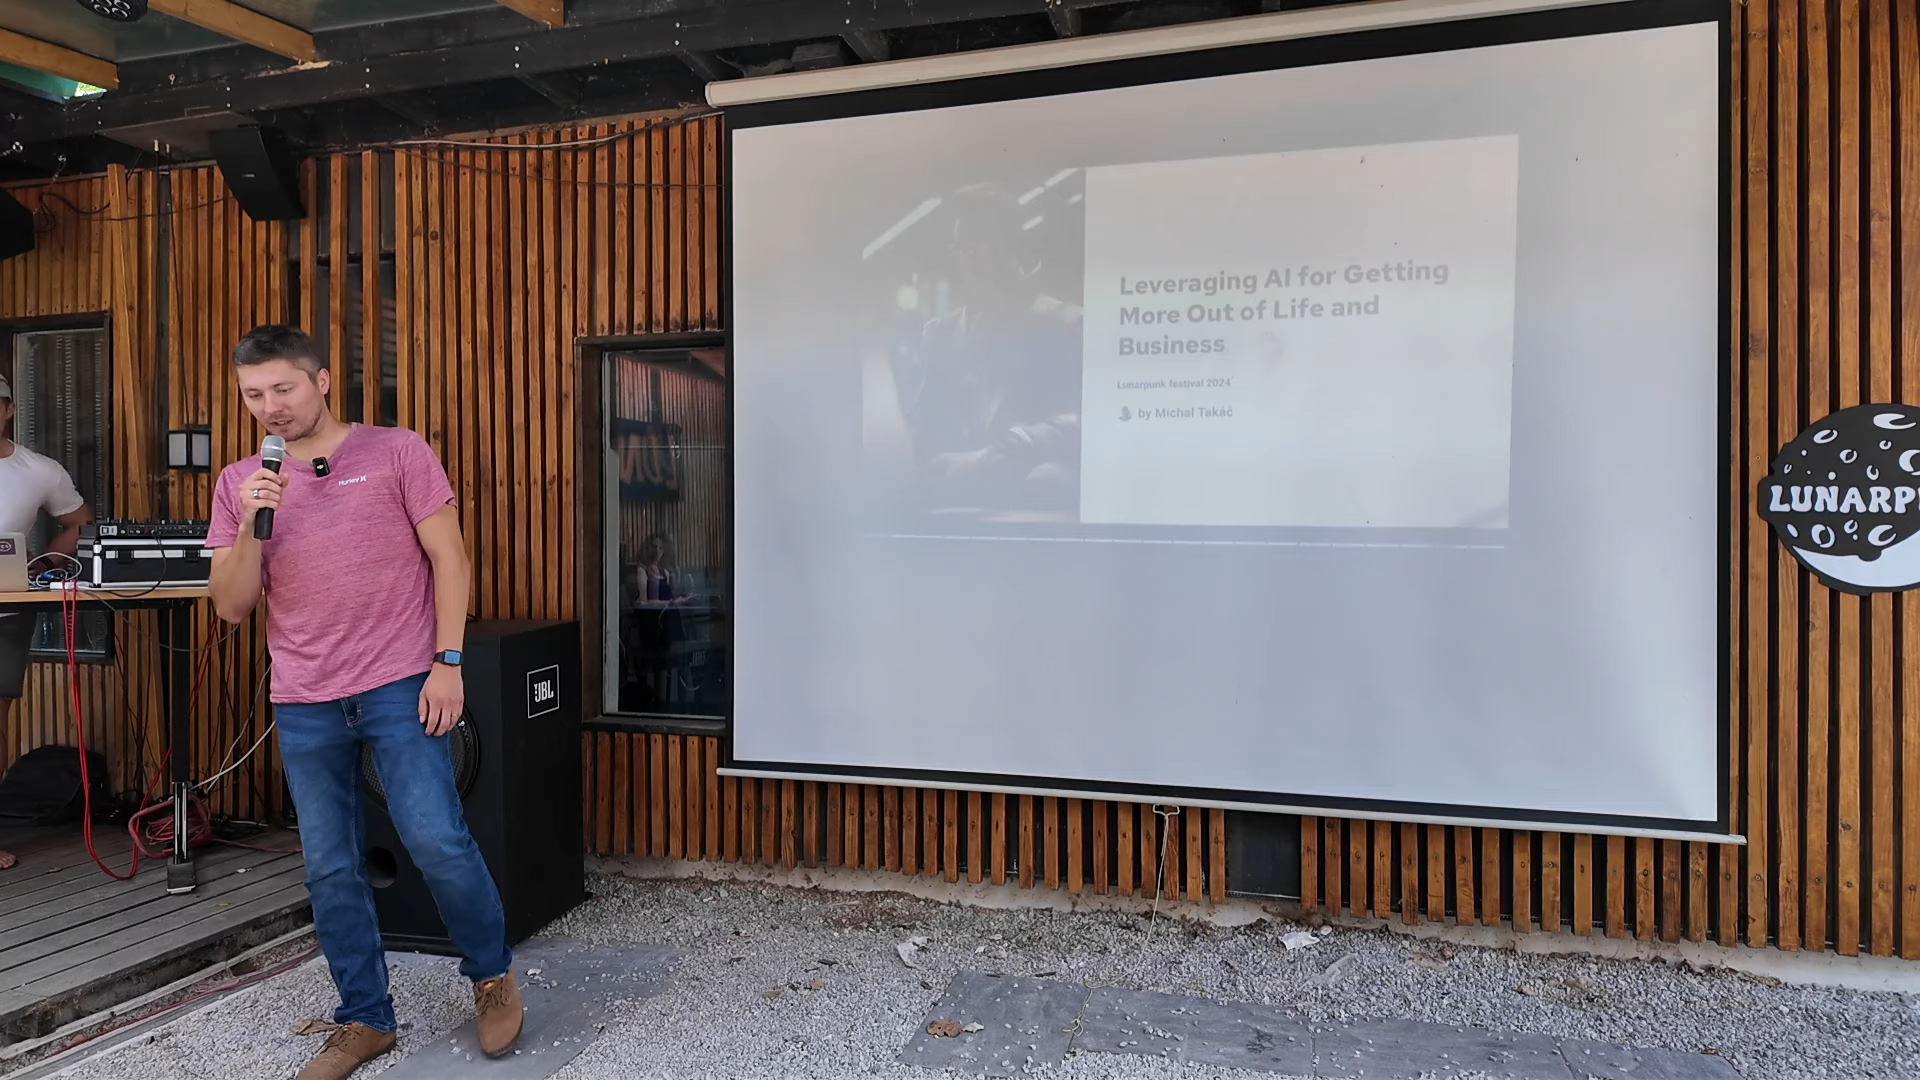 Leveraging AI for Getting
More Out of Life and
Business
Lunarpunk festival 2024
by Michal Takáč
LUNARP
Hurley
JBL